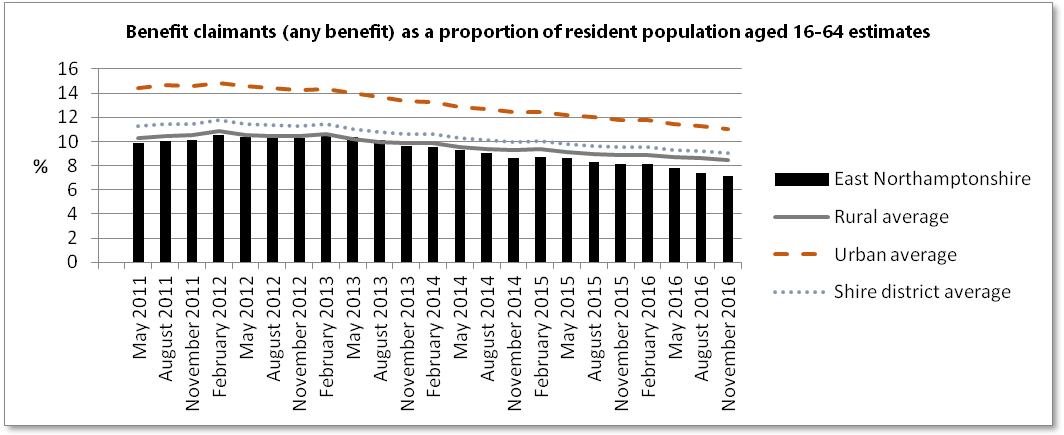 Benefit claimants (any benefit) as a proportion of resident population aged 16-64 estimates
16
14
12
10
8
6
4
2
0
%
May 2011
August 2011
November 2011
February 2012
May 2012
August 2012
November 2012
February 2013
May 2013
August 2013
November 2013
February 2014
May 2014
August 2014
November 2014
February 2015
May 2015
August 2015
November 2015
February 2016
May 2016
August 2016
November 2016
East Northamptonshire
Rural average
Urban average
Shire district average